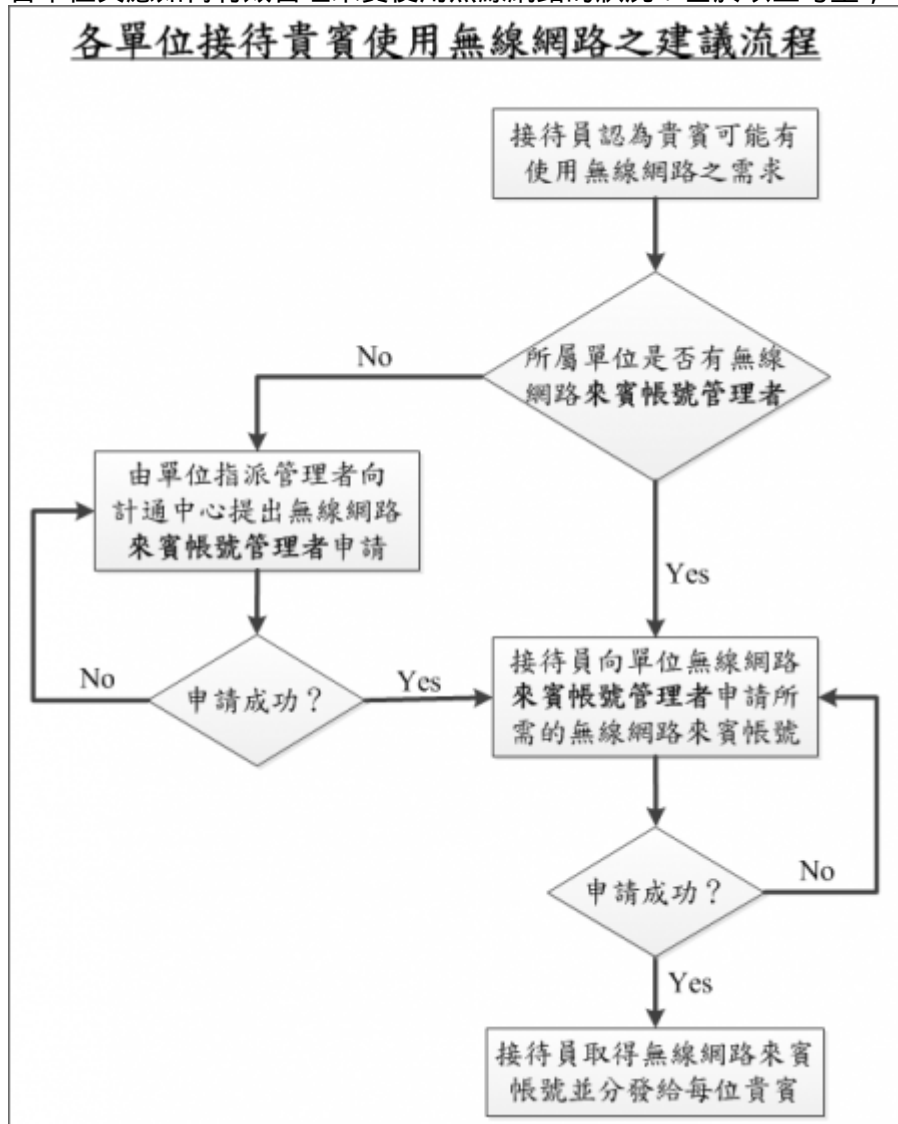 各單位接待貴賓使用無線網路之建議流程
接待員認為貴賓可能有
使用無線網路之需求
所屬單位是否有無線
網路來賓帳號管理者
No
Yes
由單位指派管理者向
計通中心提出無線網路
來賓帳號管理者申請
申請成功？
No
Yes
接待員向單位無線網路
來賓帳號管理者申請所
需的無線網路來賓帳號
申請成功？
No
Yes
接待員取得無線網路來賓
帳號並分發給每位貴賓